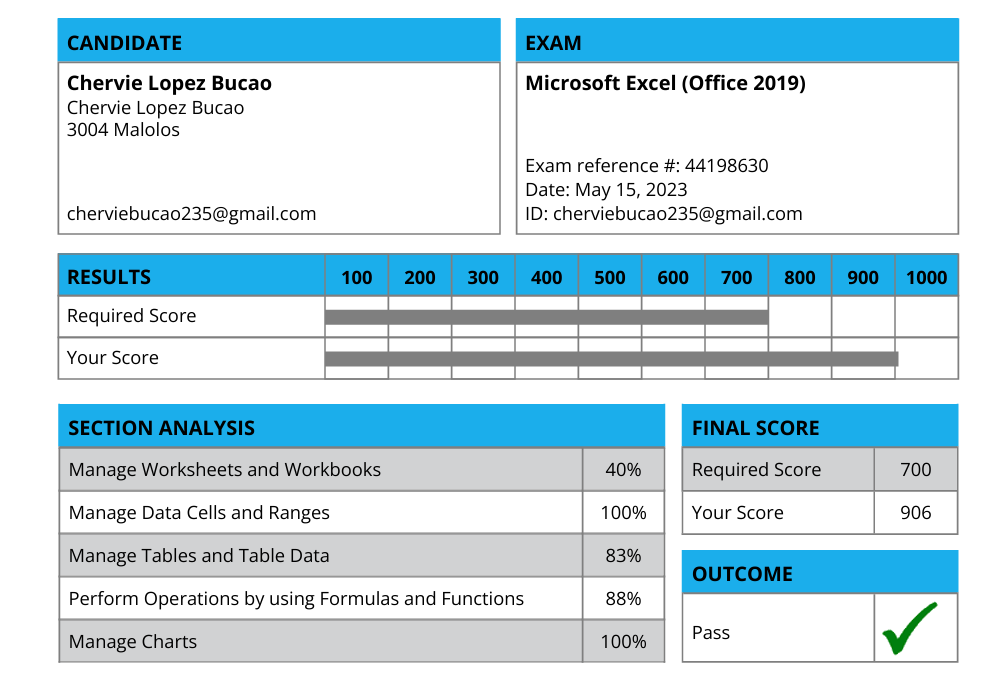 CANDIDATE
Chervie Lopez Bucao
Chervie Lopez Bucao
3004 Malolos
cherviebucao235@gmail.com
EXAM
Microsoft Excel (Office 2019)
Exam reference #: 44198630
Date: May 15, 2023
ID: cherviebucao235@gmail.com
RESULTS 100 200 300 400 500 600 700 800 900 1000
Required Score
Your Score
SECTION ANALYSIS
Manage Worksheets and Workbooks 40%
Manage Data Cells and Ranges 100%
Manage Tables and Table Data 83%
Perform Operations by using Formulas and Functions 88%
Manage Charts 100%
FINAL SCORE
Required Score 700
Your Score 906
OUTCOME
Pass